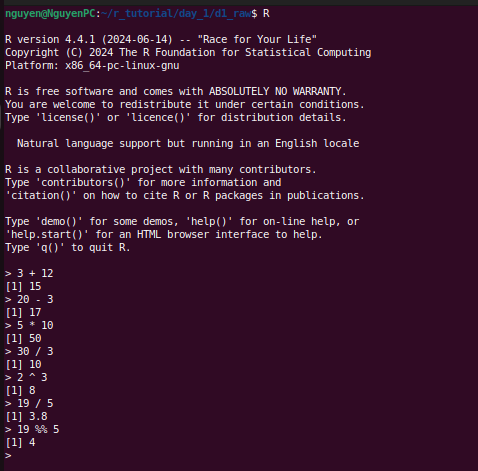 nguyen@NguyenPC:~/r_tutorial/day_1/d1_raw$ R

R version 4.4.1 (2024-06-14) -- "Race for Your Life"
Copyright (C) 2024 The R Foundation for Statistical Computing
Platform: x86_64-pc-linux-gnu

R is free software and comes with ABSOLUTELY NO WARRANTY.
You are welcome to redistribute it under certain conditions.
Type 'license()' or 'licence()' for distribution details.

  Natural language support but running in an English locale

R is a collaborative project with many contributors.
Type 'contributors()' for more information and
'citation()' on how to cite R or R packages in publications.

Type 'demo()' for some demos, 'help()' for on-line help, or
'help.start()' for an HTML browser interface to help.
Type 'q()' to quit R.

> 3 + 12
[1] 15
> 20 - 3
[1] 17
> 5 * 10
[1] 50
> 30 / 3
[1] 10
> 2 ^ 3
[1] 8
> 19 / 5
[1] 3.8
> 19 %% 5
[1] 4
>